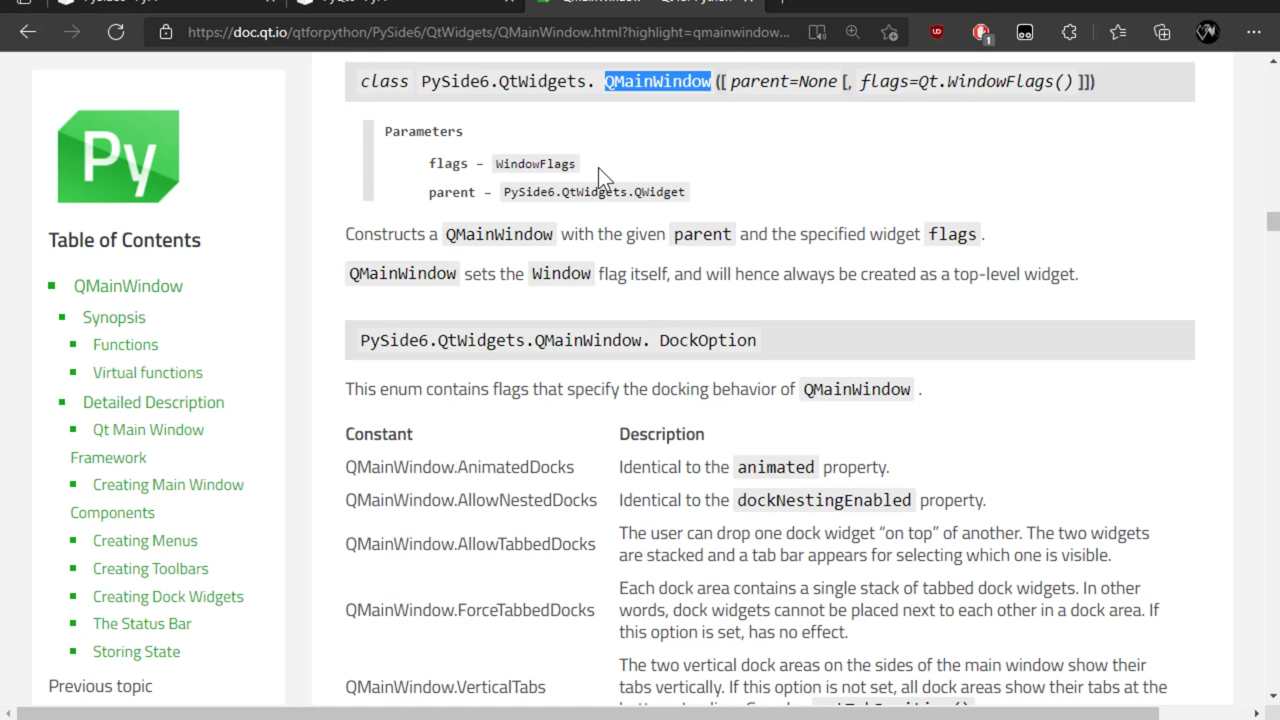 https://doc.qt.io/qtforpython/PySide6/QtWidgets/QMainWindow.html?highlight=qmainwindow...
UD
1
Py
Table of Contents
QMainWindow
Synopsis
Functions
Virtual functions
Detailed Description
Qt Main Window
Framework
Creating Main Window
Components
Creating Menus
Creating Toolbars
Creating Dock Widgets
The Status Bar
Storing State
Previous topic
class PySide6.QtWidgets. QMainWindow ([ parent=None [, flags=Qt.WindowFlags() ]])
Parameters
flags – WindowFlags
parent – PySide6.QtWidgets.QWidget
Constructs a QMainWindow with the given parent and the specified widget flags .
QMainWindow sets the Window flag itself, and will hence always be created as a top-level widget.
PySide6.QtWidgets.QMainWindow. DockOption
This enum contains flags that specify the docking behavior of QMainWindow .
Constant Description
QMainWindow.AnimatedDocks Identical to the animated property.
QMainWindow.AllowNestedDocks Identical to the dockNestingEnabled property.
QMainWindow.AllowTabbedDocks The user can drop one dock widget “on top” of another. The two widgets
are stacked and a tab bar appears for selecting which one is visible.
QMainWindow.ForceTabbedDocks Each dock area contains a single stack of tabbed dock widgets. In other
words, dock widgets cannot be placed next to each other in a dock area. If
this option is set, has no effect.
QMainWindow.VerticalTabs The two vertical dock areas on the sides of the main window show their
tabs vertically. If this option is not set, all dock areas show their tabs at the